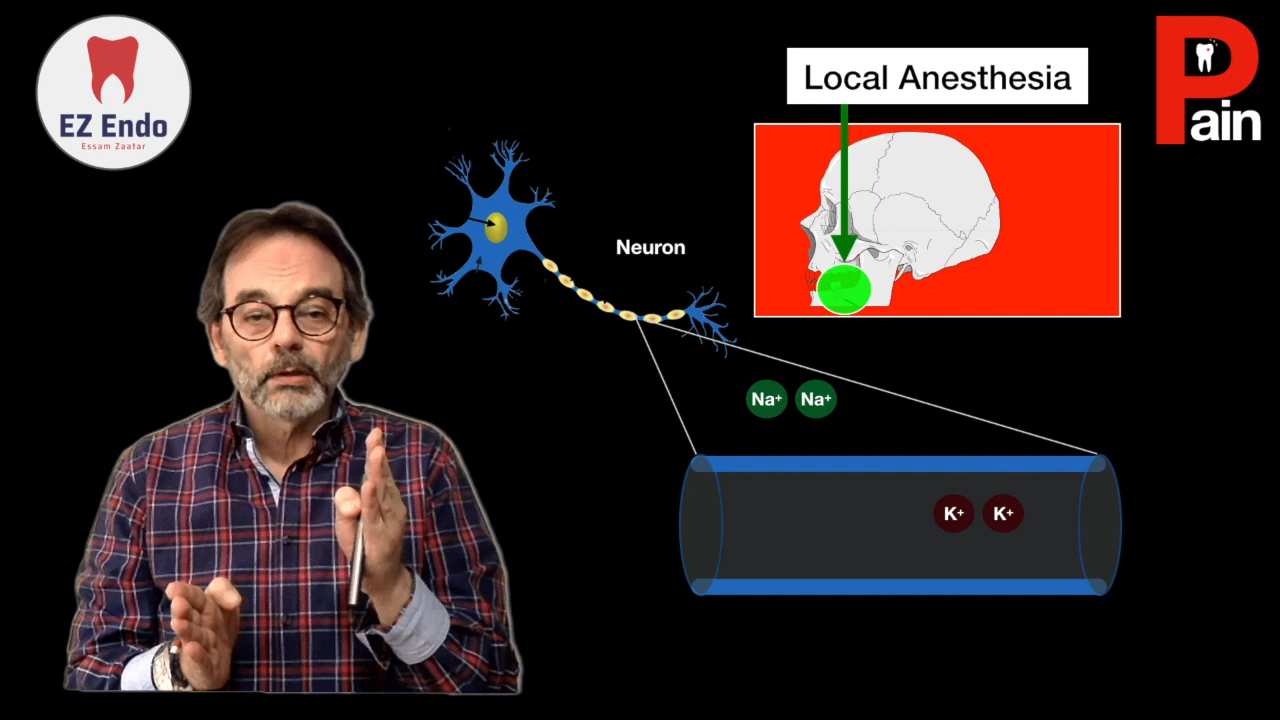 EZ Endo
Essam Zaatar
Local Anesthesia
Pain
Neuron
Na+ Na+
K+ K+